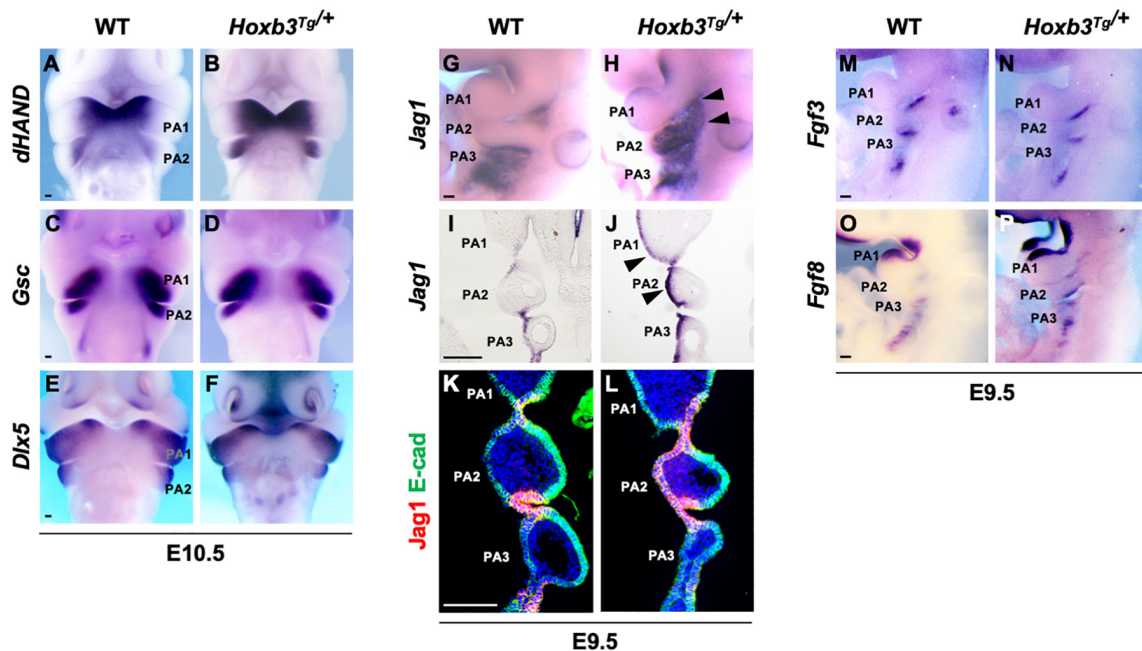 WT Hoxb3Tg/+ WT Hoxb3Tg/+ WT Hoxb3Tg/+
dHAND A PA1 PA2 B
Gsc C PA1 PA2 D
Dlx5 E PA1 PA2 F
E10.5
Jag1 G PA1 PA2 PA3 H PA1 PA2 PA3
Jag1 I PA1 PA2 PA3 J PA1 PA2 PA3
Jag1 E-cad K PA1 PA2 PA3 L PA1 PA2 PA3
E9.5
Fgf3 M PA1 PA2 PA3 N PA1 PA2 PA3
Fgf8 O PA1 PA2 PA3 P PA1 PA2 PA3
E9.5